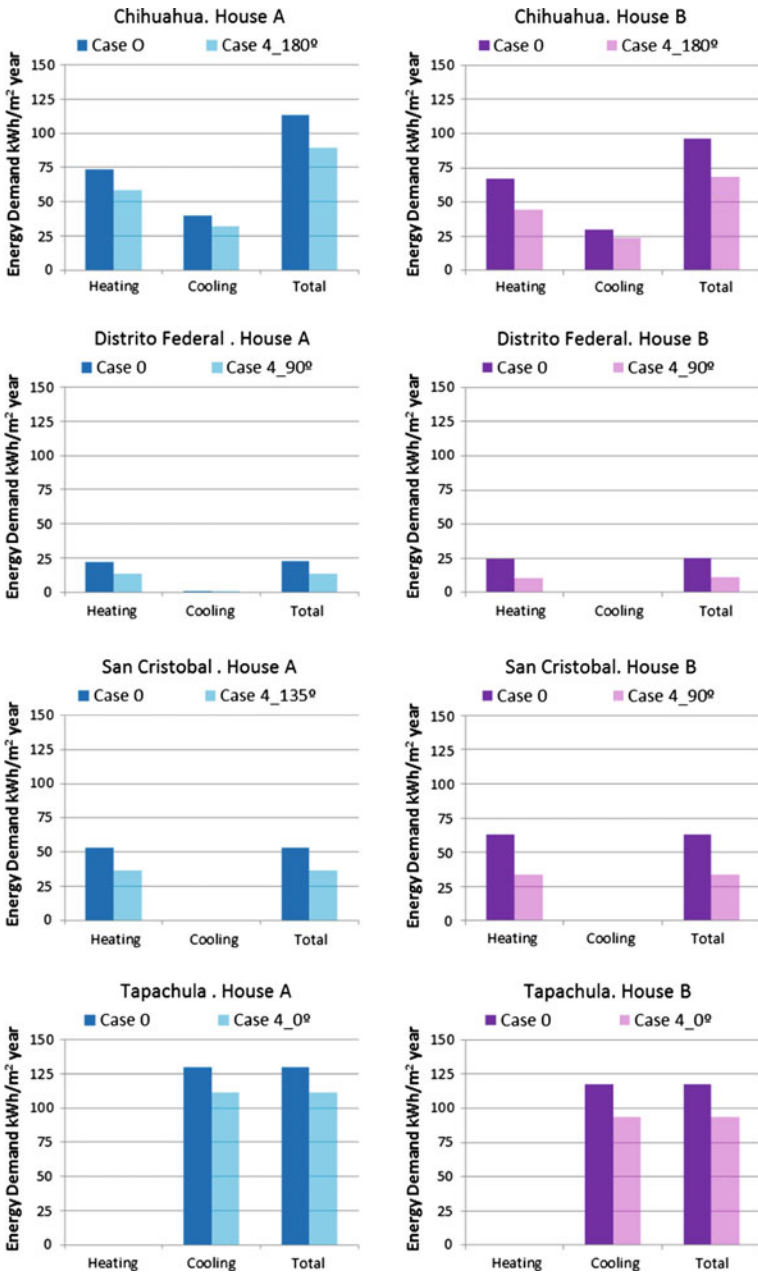 Chihuahua. House A
Case O Case 4_180º
Energy Demand kWh/m² year
150
125
100
75
50
25
0
Heating Cooling Total
Chihuahua. House B
Case 0 Case 4_180º
Energy Demand kWh/m² year
150
125
100
75
50
25
0
Heating Cooling Total
Distrito Federal . House A
Case 0 Case 4_90º
Energy Demand kWh/m² year
150
125
100
75
50
25
0
Heating Cooling Total
Distrito Federal. House B
Case 0 Case 4_90º
Energy Demand kWh/m² year
150
125
100
75
50
25
0
Heating Cooling Total
San Cristobal . House A
Case 0 Case 4_135º
Energy Demand kWh/m² year
150
125
100
75
50
25
0
Heating Cooling Total
San Cristobal. House B
Case 0 Case 4_90º
Energy Demand kWh/m² year
150
125
100
75
50
25
0
Heating Cooling Total
Tapachula . House A
Case 0 Case 4_0º
Energy Demand kWh/m² year
150
125
100
75
50
25
0
Heating Cooling Total
Tapachula. House B
Case 0 Case 4_0º
Energy Demand kWh/m² year
150
125
100
75
50
25
0
Heating Cooling Total